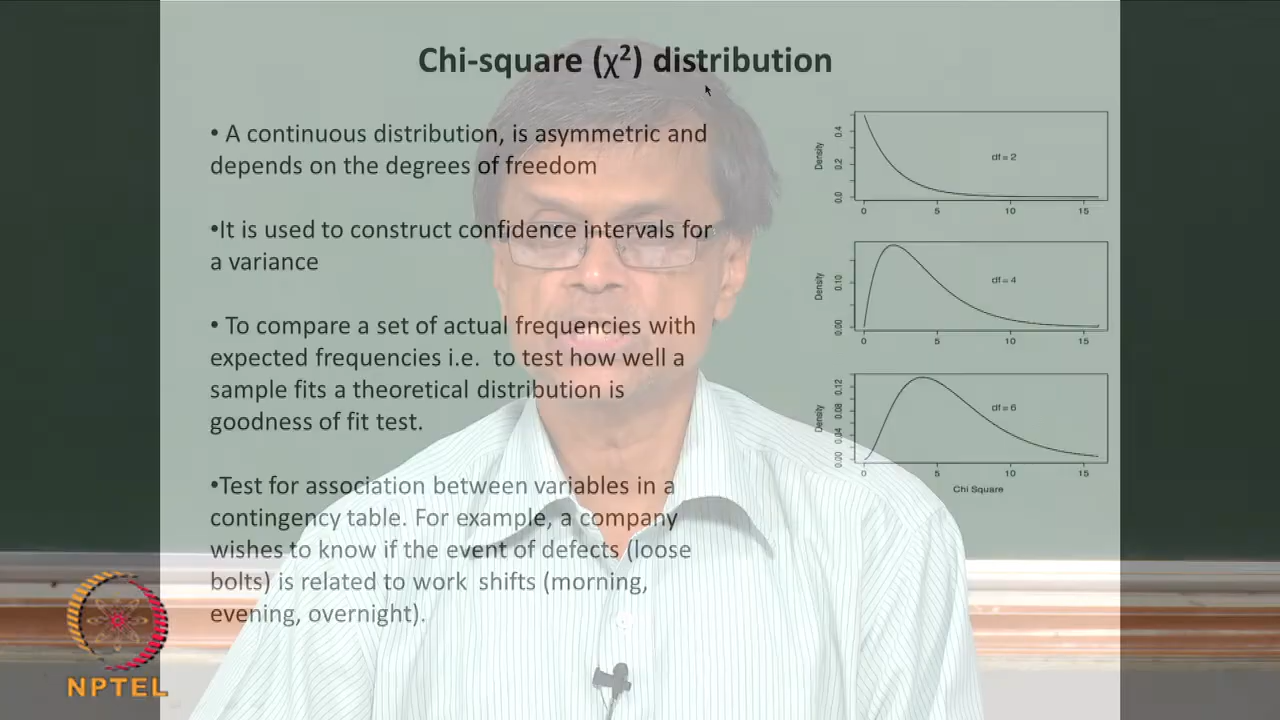 Chi-square (χ²) distribution
• A continuous distribution, is asymmetric and
depends on the degrees of freedom
•It is used to construct confidence intervals for
a variance
• To compare a set of actual frequencies with
expected frequencies i.e. to test how well a
sample fits a theoretical distribution is
goodness of fit test.
•Test for association between variables in a
contingency table. For example, a company
wishes to know if the event of defects (loose
bolts) is related to work shifts (morning,
evening, overnight).
Density
0.0 0.2 0.4
df = 2
0 5 10 15
Density
0.00 0.10
df = 4
0 5 10 15
Density
0.00 0.04 0.08 0.12
df = 6
0 5 10 15
Chi Square
NPTEL